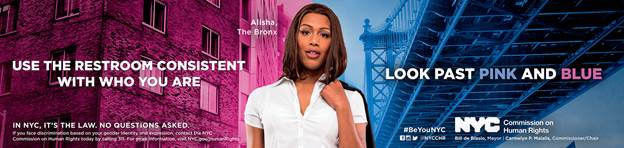 Alisha,
The Bronx
USE THE RESTROOM CONSISTENT
WITH WHO YOU ARE
LOOK PAST PINK AND BLUE
IN NYC, IT'S THE LAW. NO QUESTIONS ASKED.
If you face discrimination based on your gender identity and expression, contact the NYC
Commission on Human Rights today by calling 311. For more information, visit NYC.gov/HumanRights.
#BeYouNYC
@NYCCHR
NYC
Commission on
Human Rights
Bill de Blasio, Mayor | Carmelyn P. Malalis, Commissioner/Chair